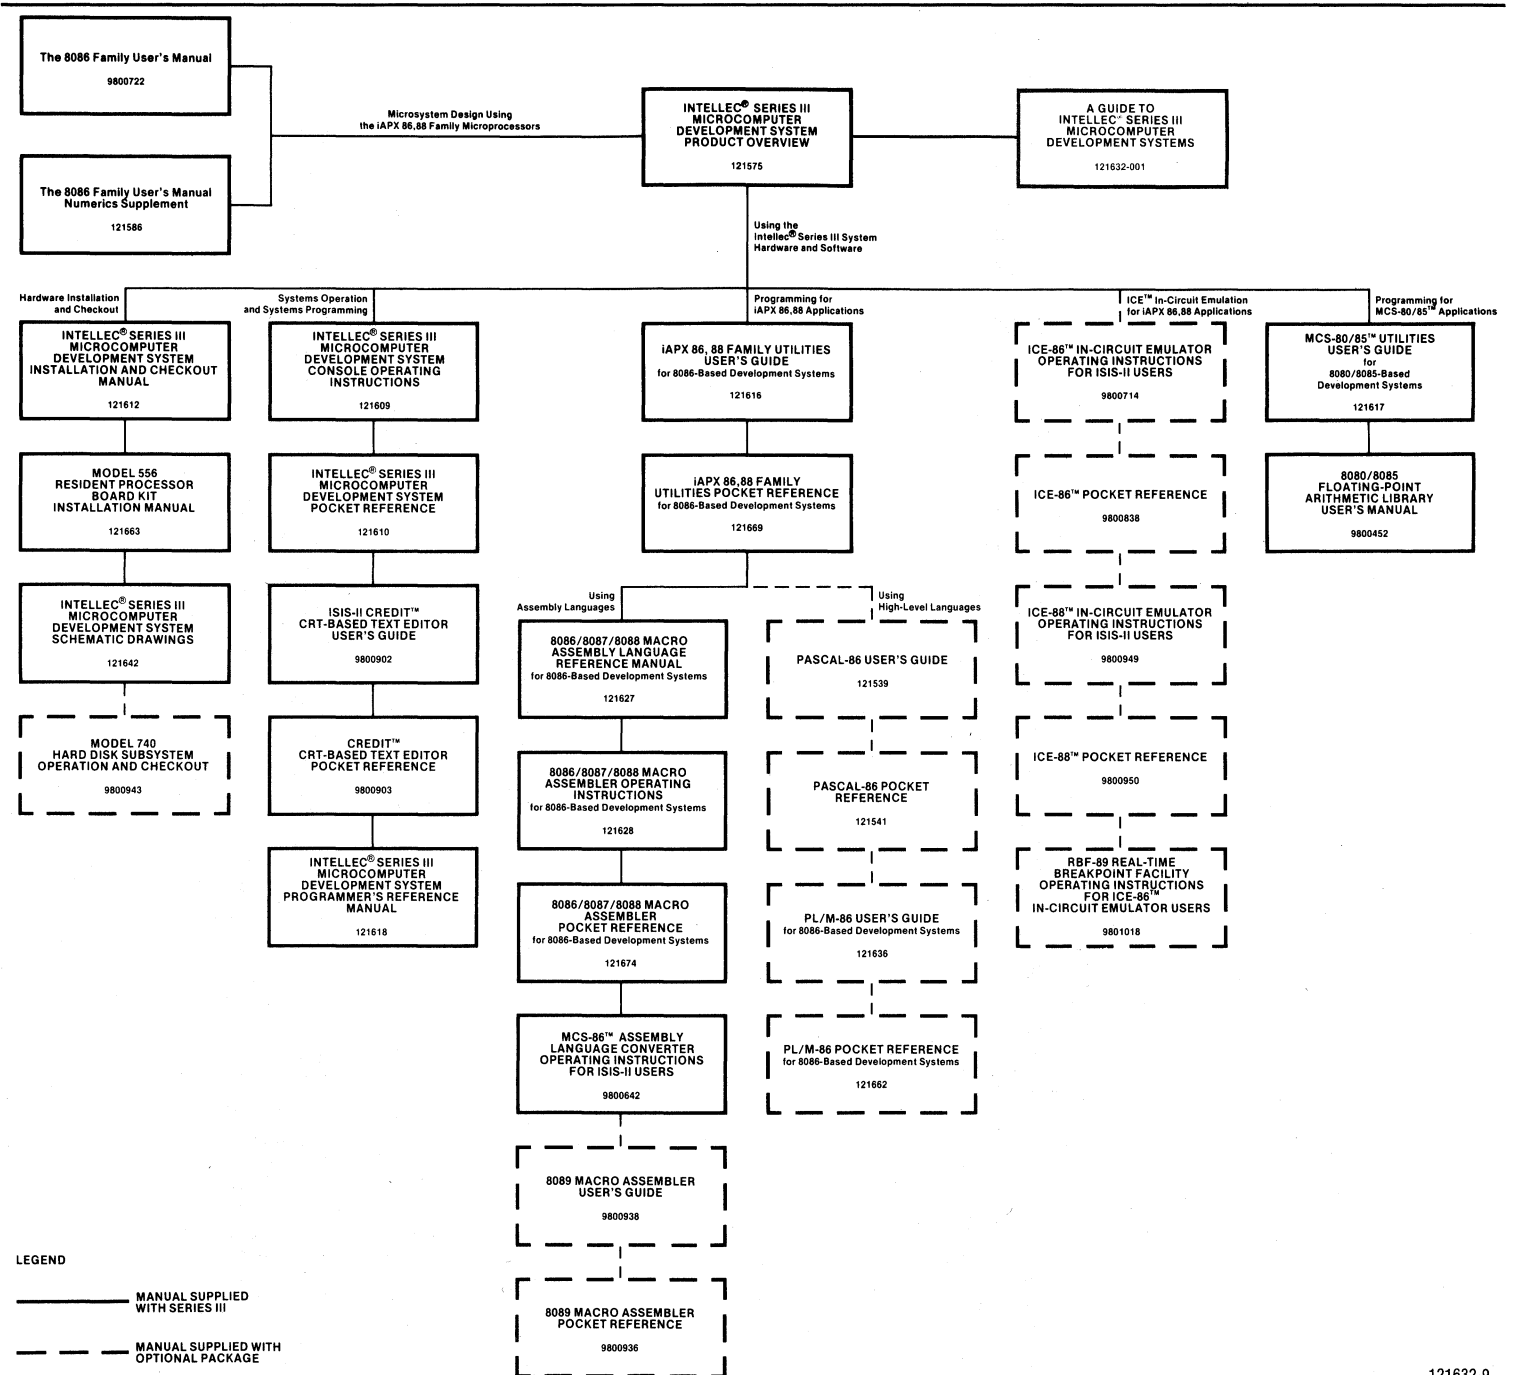 The 8086 Family User's Manual
9800722
Microsystem Design Using
the iAPX 86,88 Family Microprocessors
INTELLEC® SERIES III
MICROCOMPUTER
DEVELOPMENT SYSTEM
PRODUCT OVERVIEW
121575
A GUIDE TO
INTELLEC™ SERIES III
MICROCOMPUTER
DEVELOPMENT SYSTEMS
121632-001
The 8086 Family User's Manual
Numerics Supplement
121586
Using the
Intellec® Series III System
Hardware and Software
Hardware Installation
and Checkout
INTELLEC® SERIES III
MICROCOMPUTER
DEVELOPMENT SYSTEM
INSTALLATION AND CHECKOUT
MANUAL
121612
MODEL 556
RESIDENT PROCESSOR
BOARD KIT
INSTALLATION MANUAL
121663
INTELLEC® SERIES III
MICROCOMPUTER
DEVELOPMENT SYSTEM
SCHEMATIC DRAWINGS
121642
MODEL 740
HARD DISK SUBSYSTEM
OPERATION AND CHECKOUT
9800943
Systems Operation
and Systems Programming
INTELLEC® SERIES III
MICROCOMPUTER
DEVELOPMENT SYSTEM
CONSOLE OPERATING
INSTRUCTIONS
121609
INTELLEC® SERIES III
MICROCOMPUTER
DEVELOPMENT SYSTEM
POCKET REFERENCE
121610
ISIS-II CREDIT™
CRT-BASED TEXT EDITOR
USER'S GUIDE
9800902
CREDIT™
CRT-BASED TEXT EDITOR
POCKET REFERENCE
9800903
INTELLEC® SERIES III
MICROCOMPUTER
DEVELOPMENT SYSTEM
PROGRAMMER'S REFERENCE
MANUAL
121618
Programming for
iAPX 86,88 Applications
iAPX 86, 88 FAMILY UTILITIES
USER'S GUIDE
for 8086-Based Development Systems
121616
iAPX 86,88 FAMILY
UTILITIES POCKET REFERENCE
for 8086-Based Development Systems
121669
Using
Assembly Languages
8086/8087/8088 MACRO
ASSEMBLY LANGUAGE
REFERENCE MANUAL
for 8086-Based Development Systems
121627
8086/8087/8088 MACRO
ASSEMBLER OPERATING
INSTRUCTIONS
for 8086-Based Development Systems
121628
8086/8087/8088 MACRO
ASSEMBLER
POCKET REFERENCE
for 8086-Based Development Systems
121674
MCS-86™ ASSEMBLY
LANGUAGE CONVERTER
OPERATING INSTRUCTIONS
FOR ISIS-II USERS
9800642
8089 MACRO ASSEMBLER
USER'S GUIDE
9800938
8089 MACRO ASSEMBLER
POCKET REFERENCE
9800936
Using
High-Level Languages
PASCAL-86 USER'S GUIDE
121539
PASCAL-86 POCKET
REFERENCE
121541
PL/M-86 USER'S GUIDE
for 8086-Based Development Systems
121636
PL/M-86 POCKET REFERENCE
for 8086-Based Development Systems
121662
ICE™ In-Circuit Emulation
for iAPX 86,88 Applications
ICE-86™ IN-CIRCUIT EMULATOR
OPERATING INSTRUCTIONS
FOR ISIS-II USERS
9800714
ICE-86™ POCKET REFERENCE
9800838
ICE-88™ IN-CIRCUIT EMULATOR
OPERATING INSTRUCTIONS
FOR ISIS-II USERS
9800949
ICE-88™ POCKET REFERENCE
9800950
RBF-89 REAL-TIME
BREAKPOINT FACILITY
OPERATING INSTRUCTIONS
FOR ICE-86™
IN-CIRCUIT EMULATOR USERS
9801018
Programming for
MCS-80/85™ Applications
MCS-80/85™ UTILITIES
USER'S GUIDE
for
8080/8085-Based
Development Systems
121617
8080/8085
FLOATING-POINT
ARITHMETIC LIBRARY
USER'S MANUAL
9800452
LEGEND
MANUAL SUPPLIED
WITH SERIES III
MANUAL SUPPLIED WITH
OPTIONAL PACKAGE
121632-9